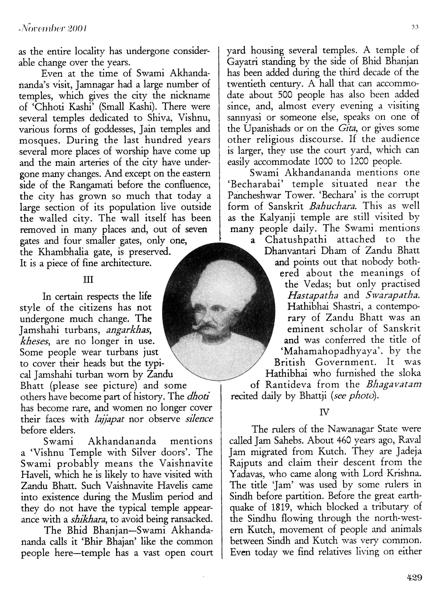 November 2001
33
as the entire locality has undergone consider-
able change over the years.
Even at the time of Swami Akhanda-
nanda's visit, Jamnagar had a large number of
temples, which gives the city the nickname
of 'Chhoti Kashi' (Small Kashi). There were
several temples dedicated to Shiva, Vishnu,
various forms of goddesses, Jain temples and
mosques. During the last hundred years
several more places of worship have come up
and the main arteries of the city have under-
gone many changes. And except on the eastern
side of the Rangamati before the confluence,
the city has grown so much that today a
large section of its population live outside
the walled city. The wall itself has been
removed in many places and, out of seven
gates and four smaller gates, only one,
the Khambhalia gate, is preserved.
It is a piece of fine architecture.
III
In certain respects the life
style of the citizens has not
undergone much change. The
Jamshahi turbans, angarkhas,
kheses, are no longer in use.
Some people wear turbans just
to cover their heads but the typi-
cal Jamshahi turban worn by Zandu
Bhatt (please see picture) and some
others have become part of history. The dhoti
has become rare, and women no longer cover
their faces with lajjapat nor observe silence
before elders.
Swami Akhandananda mentions
a 'Vishnu Temple with Silver doors'. The
Swami probably means the Vaishnavite
Haveli, which he is likely to have visited with
Zandu Bhatt. Such Vaishnavite Havelis came
into existence during the Muslim period and
they do not have the typical temple appear-
ance with a shikhara, to avoid being ransacked.
The Bhid Bhanjan—Swami Akhanda-
nanda calls it 'Bhir Bhajan' like the common
people here—temple has a vast open court
yard housing several temples. A temple of
Gayatri standing by the side of Bhid Bhanjan
has been added during the third decade of the
twentieth century. A hall that can accommo-
date about 500 people has also been added
since, and, almost every evening a visiting
sannyasi or someone else, speaks on one of
the Upanishads or on the Gita, or gives some
other religious discourse. If the audience
is larger, they use the court yard, which can
easily accommodate 1000 to 1200 people.
Swami Akhandananda mentions one
'Becharabai' temple situated near the
Pancheshwar Tower. 'Bechara' is the corrupt
form of Sanskrit Bahuchara. This as well
as the Kalyanji temple are still visited by
many people daily. The Swami mentions
a Chatushpathi attached to the
Dhanvantari Dham of Zandu Bhatt
and points out that nobody both-
ered about the meanings of
the Vedas; but only practised
Hastapatha and Swarapatha.
Hathibhai Shastri, a contempo-
rary of Zandu Bhatt was an
eminent scholar of Sanskrit
and was conferred the title of
'Mahamohopadhyaya'. by the
British Government. It was
Hathibhai who furnished the sloka
of Rantideva from the Bhagavatam
recited daily by Bhattji (see photo).
IV
The rulers of the Nawanagar State were
called Jam Sahebs. About 460 years ago, Raval
Jam migrated from Kutch. They are Jadeja
Rajputs and claim their descent from the
Yadavas, who came along with Lord Krishna.
The title 'Jam' was used by some rulers in
Sindh before partition. Before the great earth-
quake of 1819, which blocked a tributary of
the Sindhu flowing through the north-west-
ern Kutch, movement of people and animals
between Sindh and Kutch was very common.
Even today we find relatives living on either
429